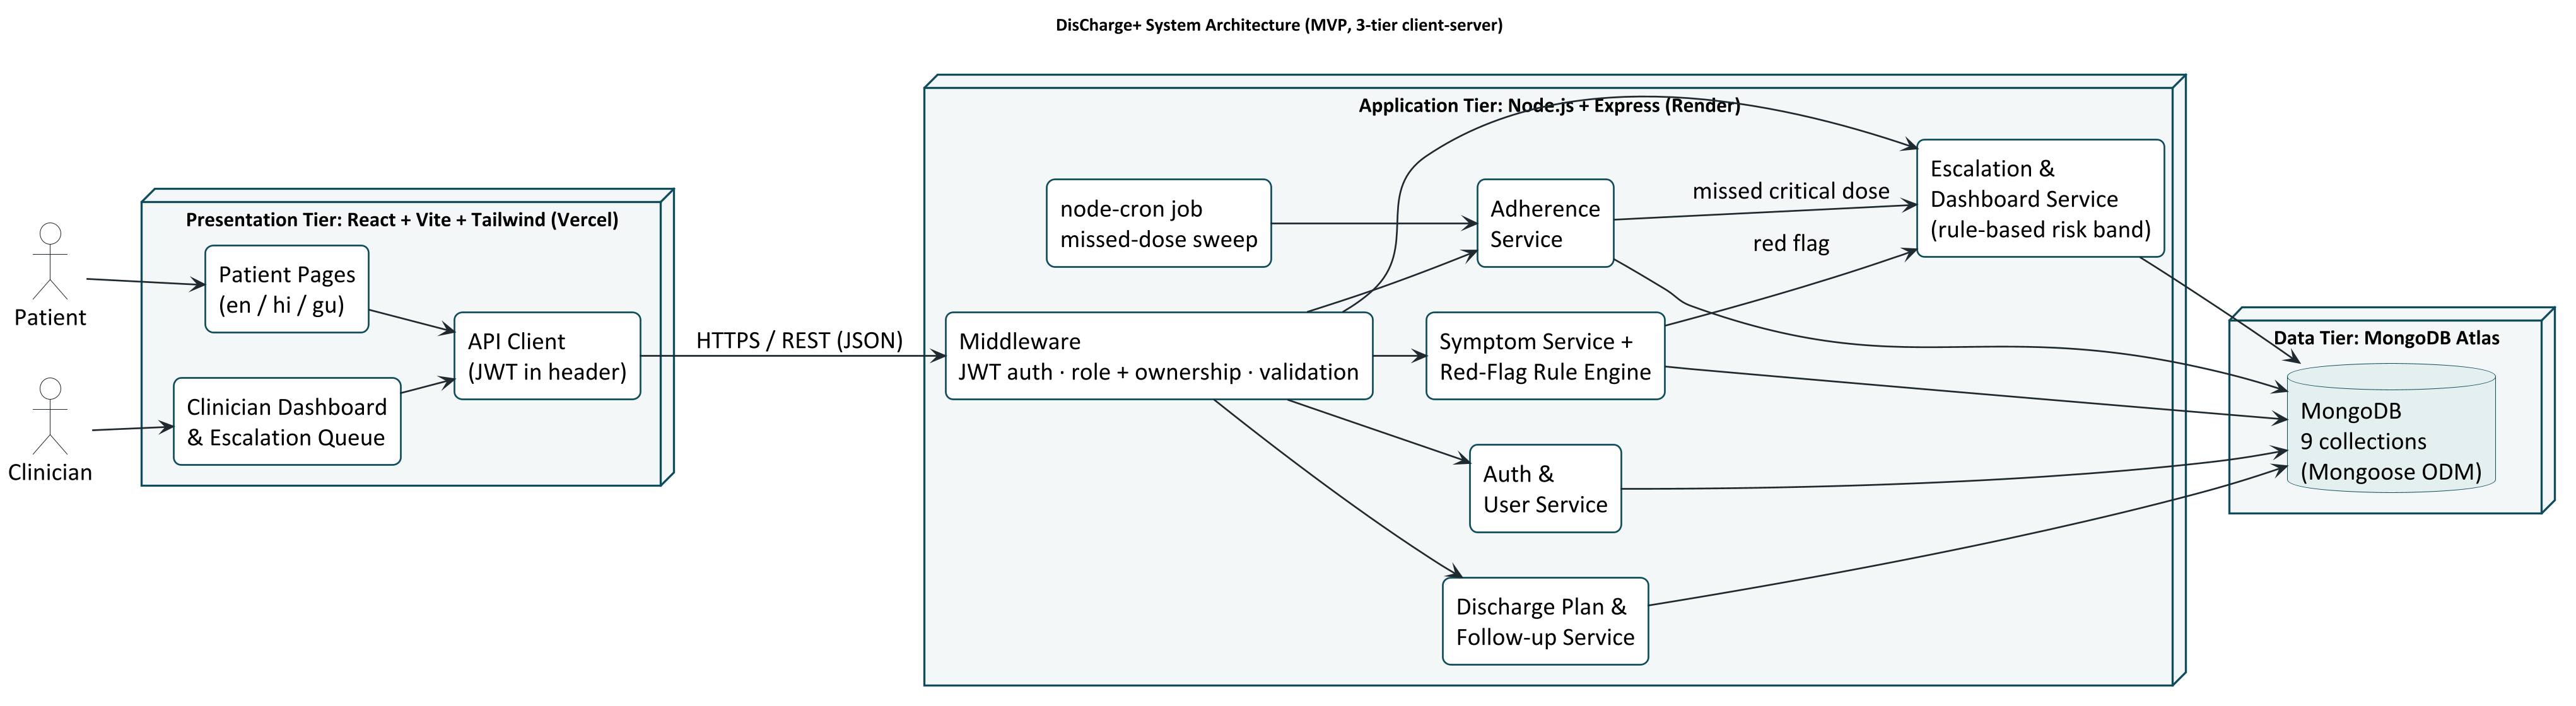 DisCharge+ System Architecture (MVP, 3-tier client-server)
Presentation Tier: React + Vite + Tailwind (Vercel)
Patient
Clinician
Patient Pages
(en / hi / gu)
Clinician Dashboard
& Escalation Queue
API Client
(JWT in header)
HTTPS / REST (JSON)
Application Tier: Node.js + Express (Render)
node-cron job
missed-dose sweep
Middleware
JWT auth · role + ownership · validation
Adherence
Service
Symptom Service +
Red-Flag Rule Engine
Auth &
User Service
Discharge Plan &
Follow-up Service
missed critical dose
red flag
Escalation &
Dashboard Service
(rule-based risk band)
Data Tier: MongoDB Atlas
MongoDB
9 collections
(Mongoose ODM)